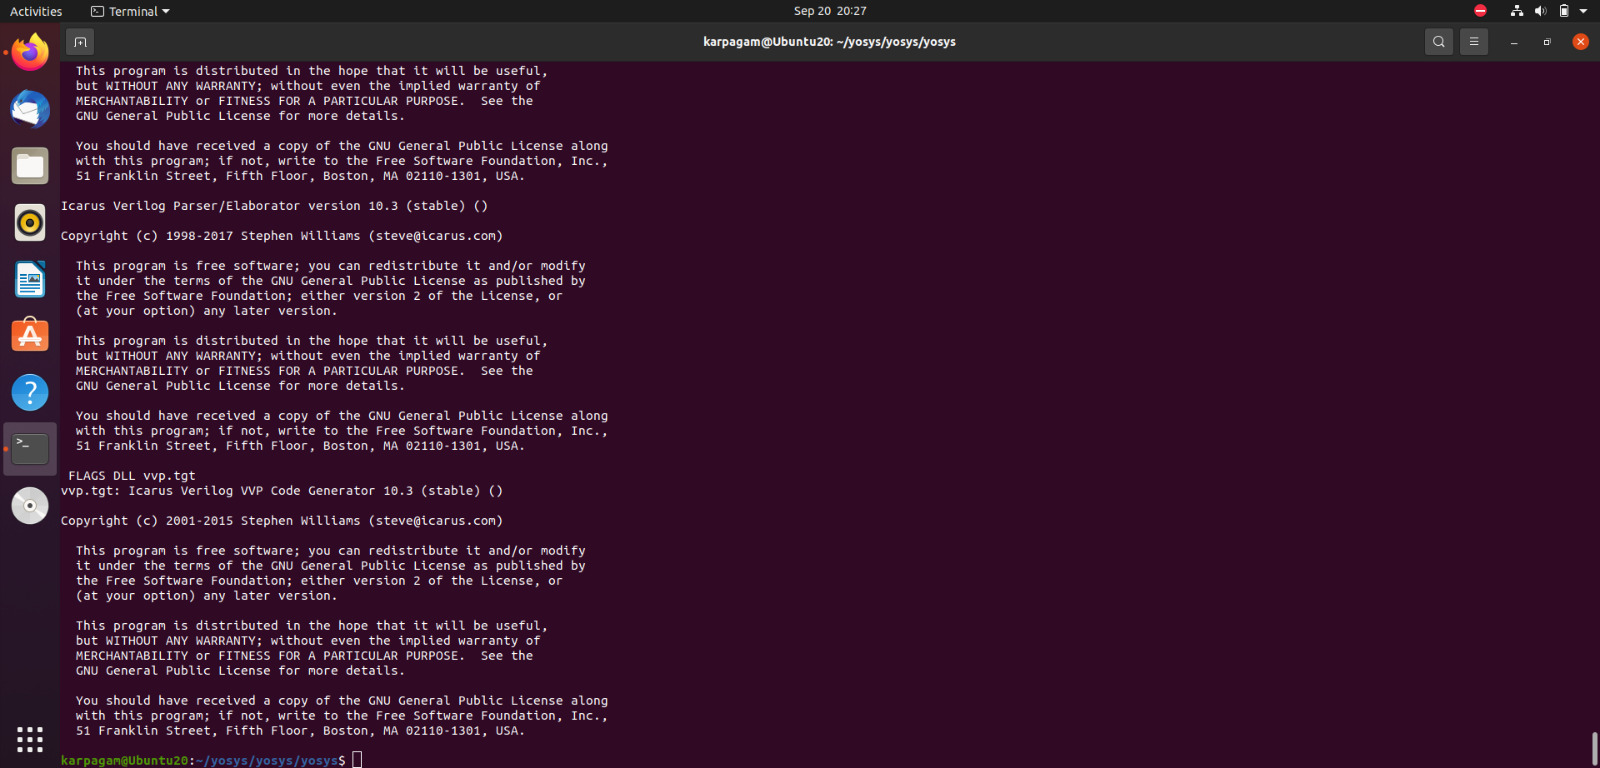 Activities
Terminal
Sep 20 20:27
karpagam@Ubuntu20: ~/yosys/yosys/yosys
This program is distributed in the hope that it will be useful,
but WITHOUT ANY WARRANTY; without even the implied warranty of
MERCHANTABILITY or FITNESS FOR A PARTICULAR PURPOSE.  See the
GNU General Public License for more details.
You should have received a copy of the GNU General Public License along
with this program; if not, write to the Free Software Foundation, Inc.,
51 Franklin Street, Fifth Floor, Boston, MA 02110-1301, USA.
Icarus Verilog Parser/Elaborator version 10.3 (stable) ()
Copyright (c) 1998-2017 Stephen Williams (steve@icarus.com)
This program is free software; you can redistribute it and/or modify
it under the terms of the GNU General Public License as published by
the Free Software Foundation; either version 2 of the License, or
(at your option) any later version.
This program is distributed in the hope that it will be useful,
but WITHOUT ANY WARRANTY; without even the implied warranty of
MERCHANTABILITY or FITNESS FOR A PARTICULAR PURPOSE.  See the
GNU General Public License for more details.
You should have received a copy of the GNU General Public License along
with this program; if not, write to the Free Software Foundation, Inc.,
51 Franklin Street, Fifth Floor, Boston, MA 02110-1301, USA.
FLAGS DLL vvp.tgt
vvp.tgt: Icarus Verilog VVP Code Generator 10.3 (stable) ()
Copyright (c) 2001-2015 Stephen Williams (steve@icarus.com)
This program is free software; you can redistribute it and/or modify
it under the terms of the GNU General Public License as published by
the Free Software Foundation; either version 2 of the License, or
(at your option) any later version.
This program is distributed in the hope that it will be useful,
but WITHOUT ANY WARRANTY; without even the implied warranty of
MERCHANTABILITY or FITNESS FOR A PARTICULAR PURPOSE.  See the
GNU General Public License for more details.
You should have received a copy of the GNU General Public License along
with this program; if not, write to the Free Software Foundation, Inc.,
51 Franklin Street, Fifth Floor, Boston, MA 02110-1301, USA.
karpagam@Ubuntu20:~/yosys/yosys/yosys$